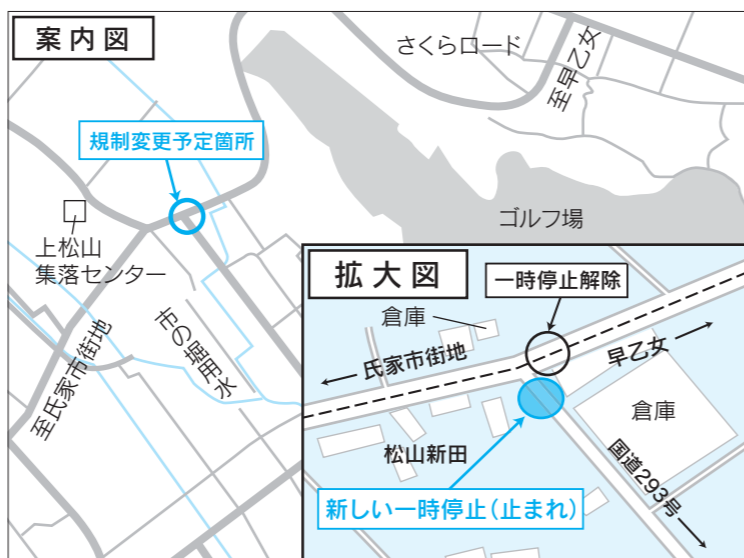 案内図
さくらロード
至早乙女
規制変更予定箇所
上松山
集落センター
ゴルフ場
市の堀用水
至氏家市街地
拡大図
一時停止解除
倉庫
氏家市街地
早乙女
倉庫
松山新田
国道293号
新しい一時停止(止まれ)